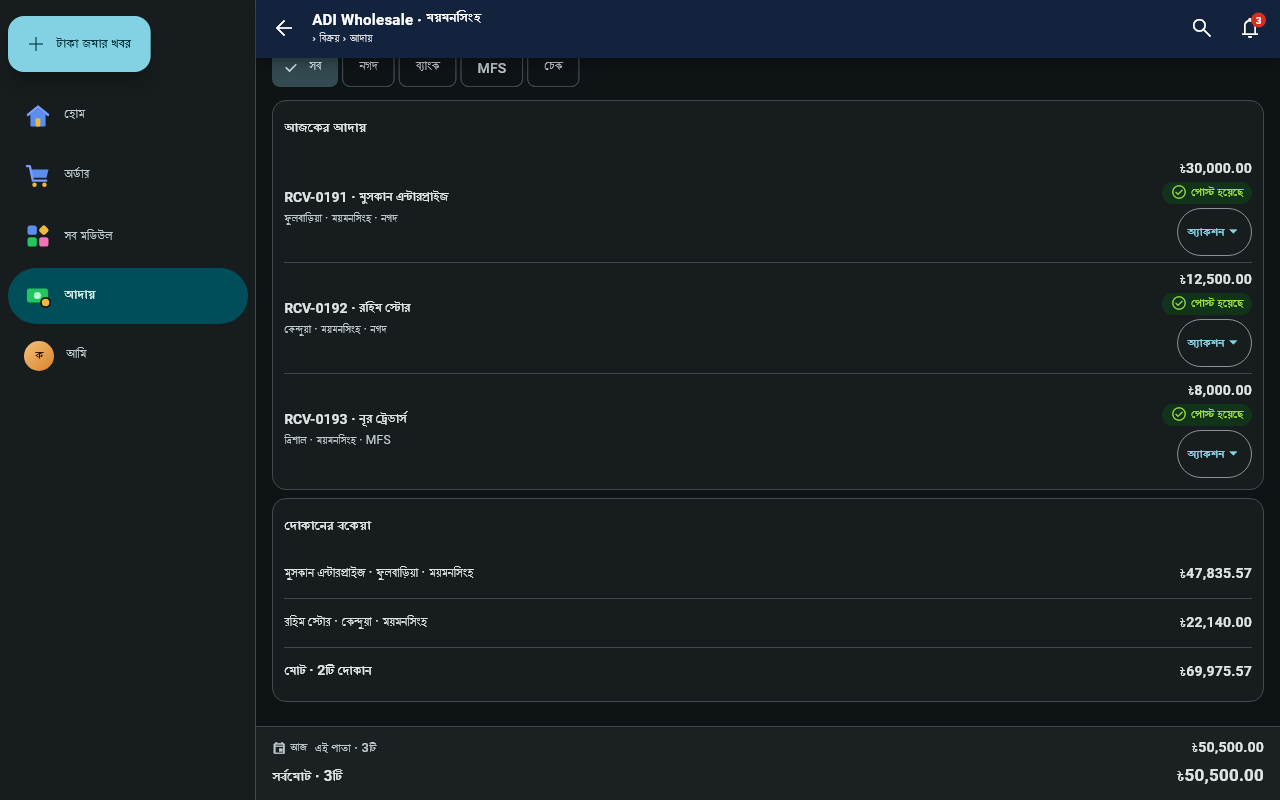 টাকা জমার খবর
হোম
অর্ডার
সব মডিউল
আদায়
ক
আমি
ADI Wholesale · ময়মনসিংহ
› বিক্রয় › আদায়
3
সব
নগদ
ব্যাংক
MFS
চেক
আজকের আদায়
৳30,000.00
RCV-0191 · মুসকান এন্টারপ্রাইজ
পোস্ট হয়েছে
ফুলবাড়িয়া · ময়মনসিংহ · নগদ
অ্যাকশন
৳12,500.00
RCV-0192 · রহিম স্টোর
পোস্ট হয়েছে
কেন্দুয়া · ময়মনসিংহ · নগদ
অ্যাকশন
৳8,000.00
RCV-0193 · নূর ট্রেডার্স
পোস্ট হয়েছে
ত্রিশাল · ময়মনসিংহ · MFS
অ্যাকশন
দোকানের বকেয়া
মুসকান এন্টারপ্রাইজ · ফুলবাড়িয়া · ময়মনসিংহ ৳47,835.57
রহিম স্টোর · কেন্দুয়া · ময়মনসিংহ ৳22,140.00
মোট · 2টি দোকান ৳69,975.57
আজ এই পাতা · 3টি ৳50,500.00
সর্বমোট · 3টি ৳50,500.00